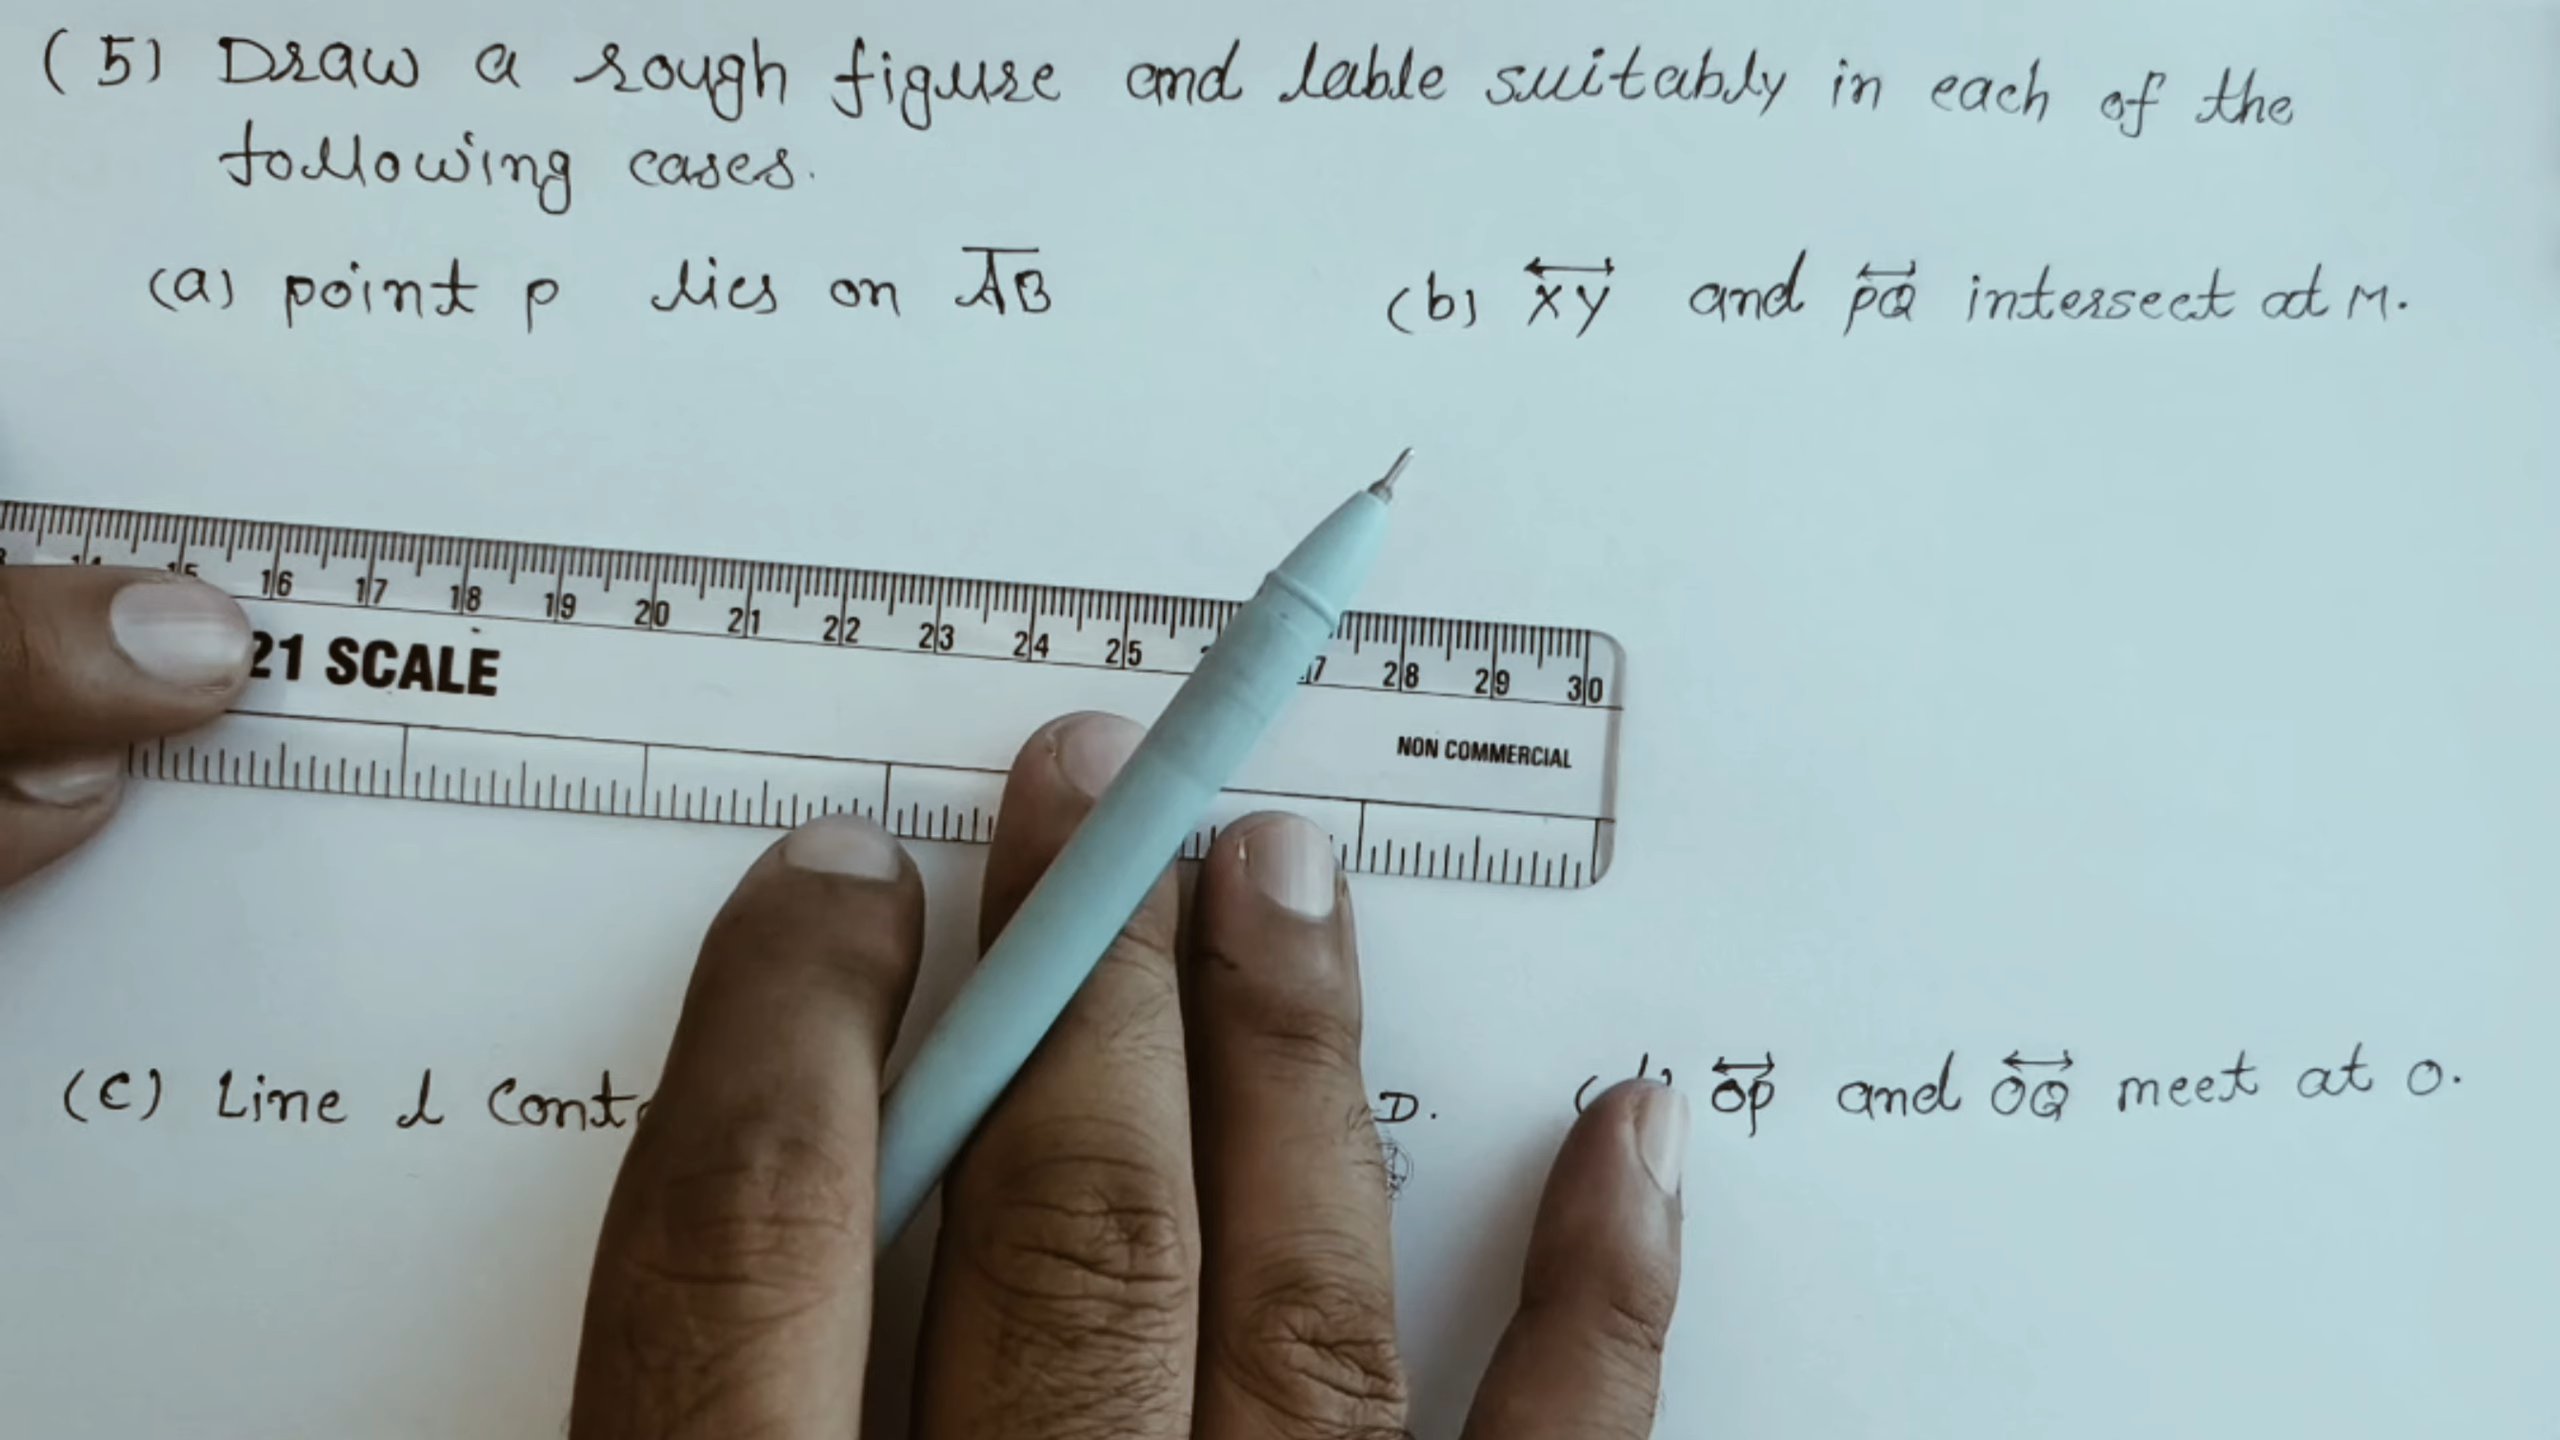 (5) Draw a rough figure and lable suitably in each of the
following cases.
(a) point p lies on AB
(b) XY and PQ intersect at M.
16 17 18 19 20 21 22 23 24 25 28 29 30
21 SCALE
NON COMMERCIAL
(C) Line l D.
OP and OQ meet at O.